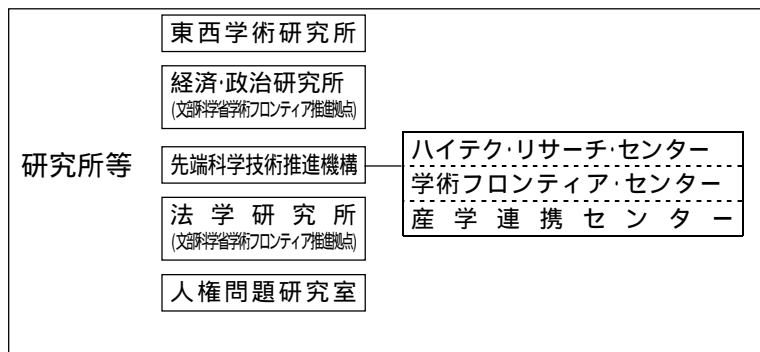 研究所等
東西学術研究所
経済・政治研究所
(文部科学省学術フロンティア推進拠点)
先端科学技術推進機構
ハイテク・リサーチ・センター
学術フロンティア・センター
産学連携センター
法学研究所
(文部科学省学術フロンティア推進拠点)
人権問題研究室